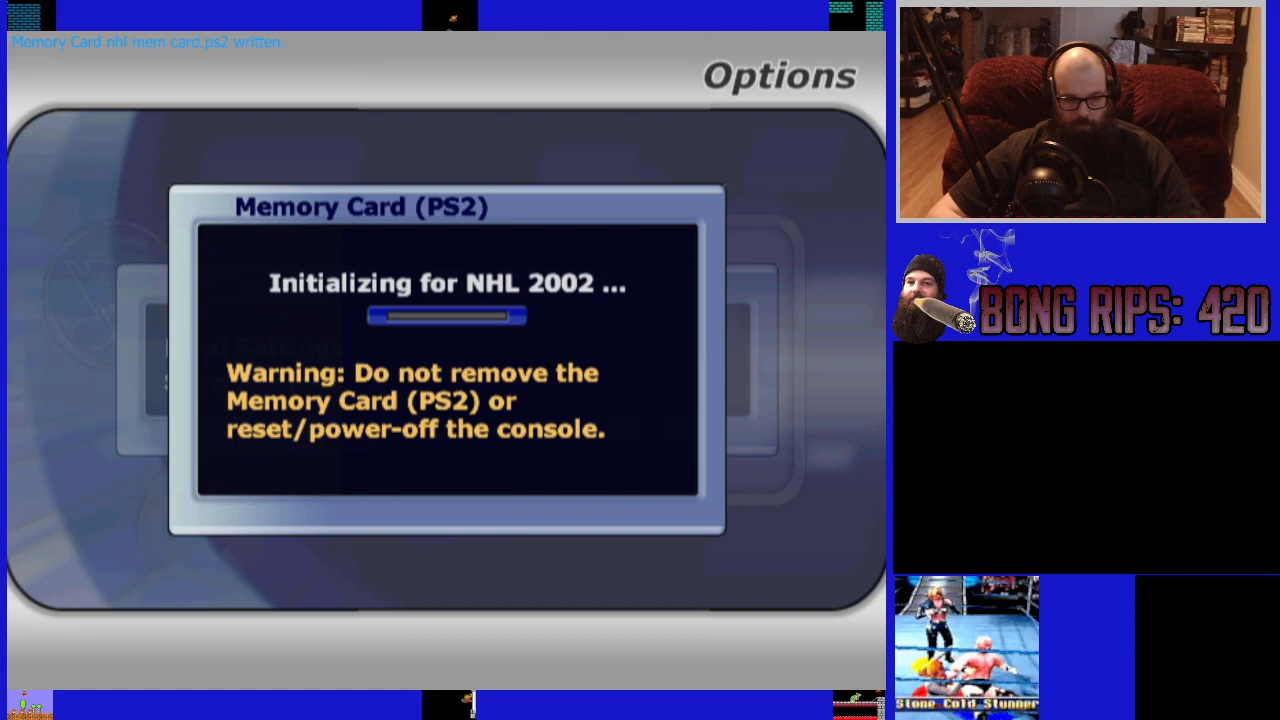 Memory Card nhl mem card.ps2 written.
Options
Memory Card (PS2)
Initializing for NHL 2002 ...
Warning: Do not remove the
Memory Card (PS2) or
reset/power-off the console.
BONG RIPS: 420
Stone Cold Stunner